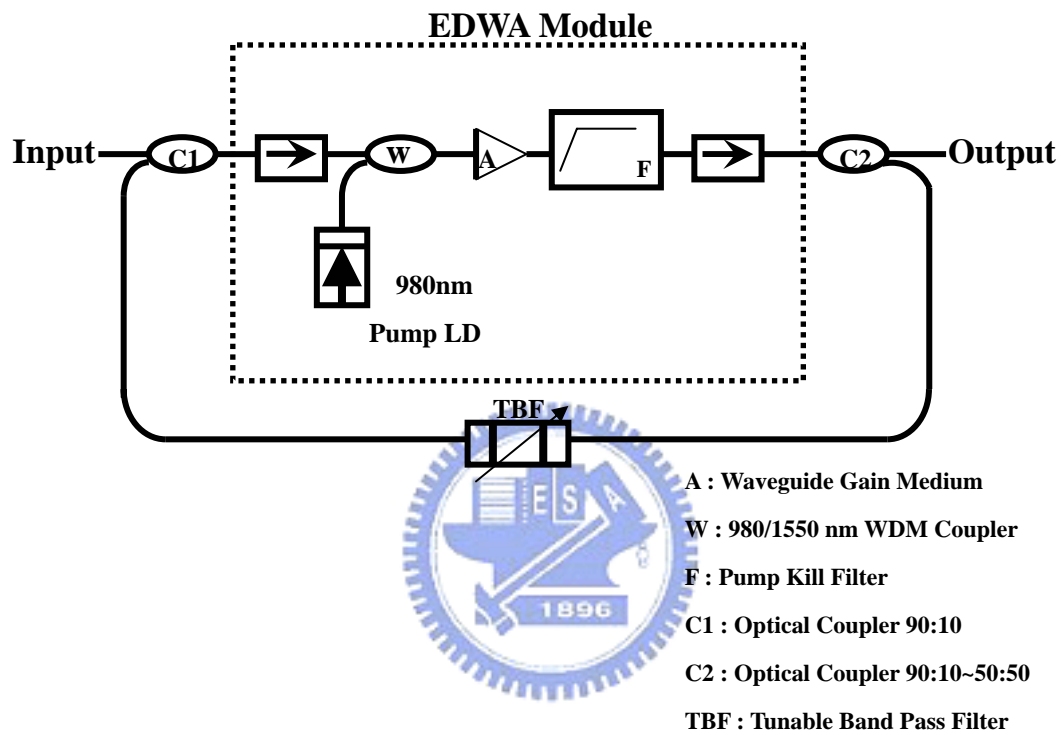 EDWA Module
Input
C1
W
A
F
C2
Output
980nm
Pump LD
TBF
A : Waveguide Gain Medium
W : 980/1550 nm WDM Coupler
F : Pump Kill Filter
C1 : Optical Coupler 90:10
C2 : Optical Coupler 90:10~50:50
TBF : Tunable Band Pass Filter
E S A
1896